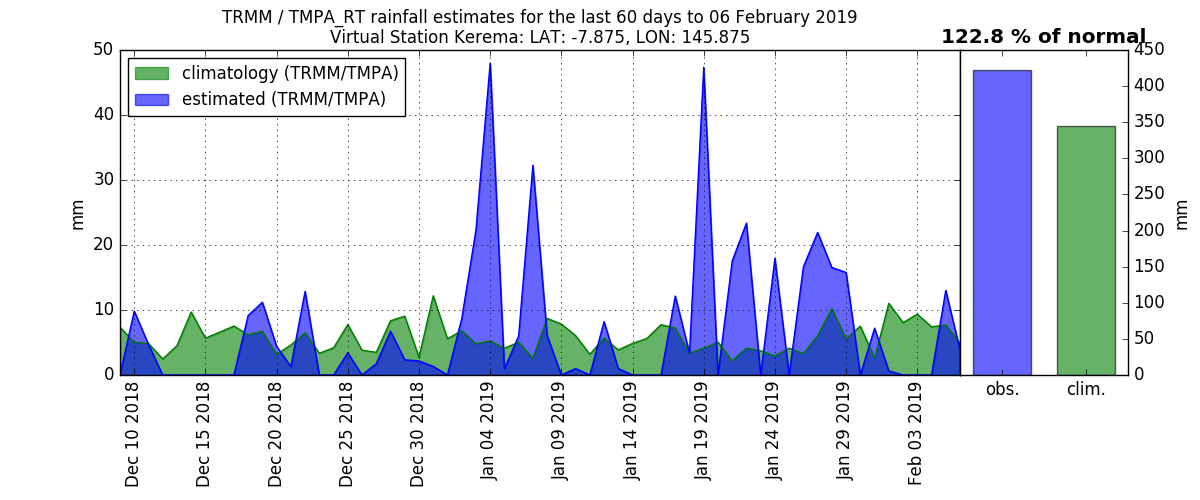 TRMM / TMPA_RT rainfall estimates for the last 60 days to 06 February 2019
Virtual Station Kerema: LAT: -7.875, LON: 145.875
122.8 % of normal
climatology (TRMM/TMPA)
estimated (TRMM/TMPA)
50
40
30
20
10
0
mm
450
400
350
300
250
200
150
100
50
0
mm
Dec 10 2018
Dec 15 2018
Dec 20 2018
Dec 25 2018
Dec 30 2018
Jan 04 2019
Jan 09 2019
Jan 14 2019
Jan 19 2019
Jan 24 2019
Jan 29 2019
Feb 03 2019
obs.
clim.